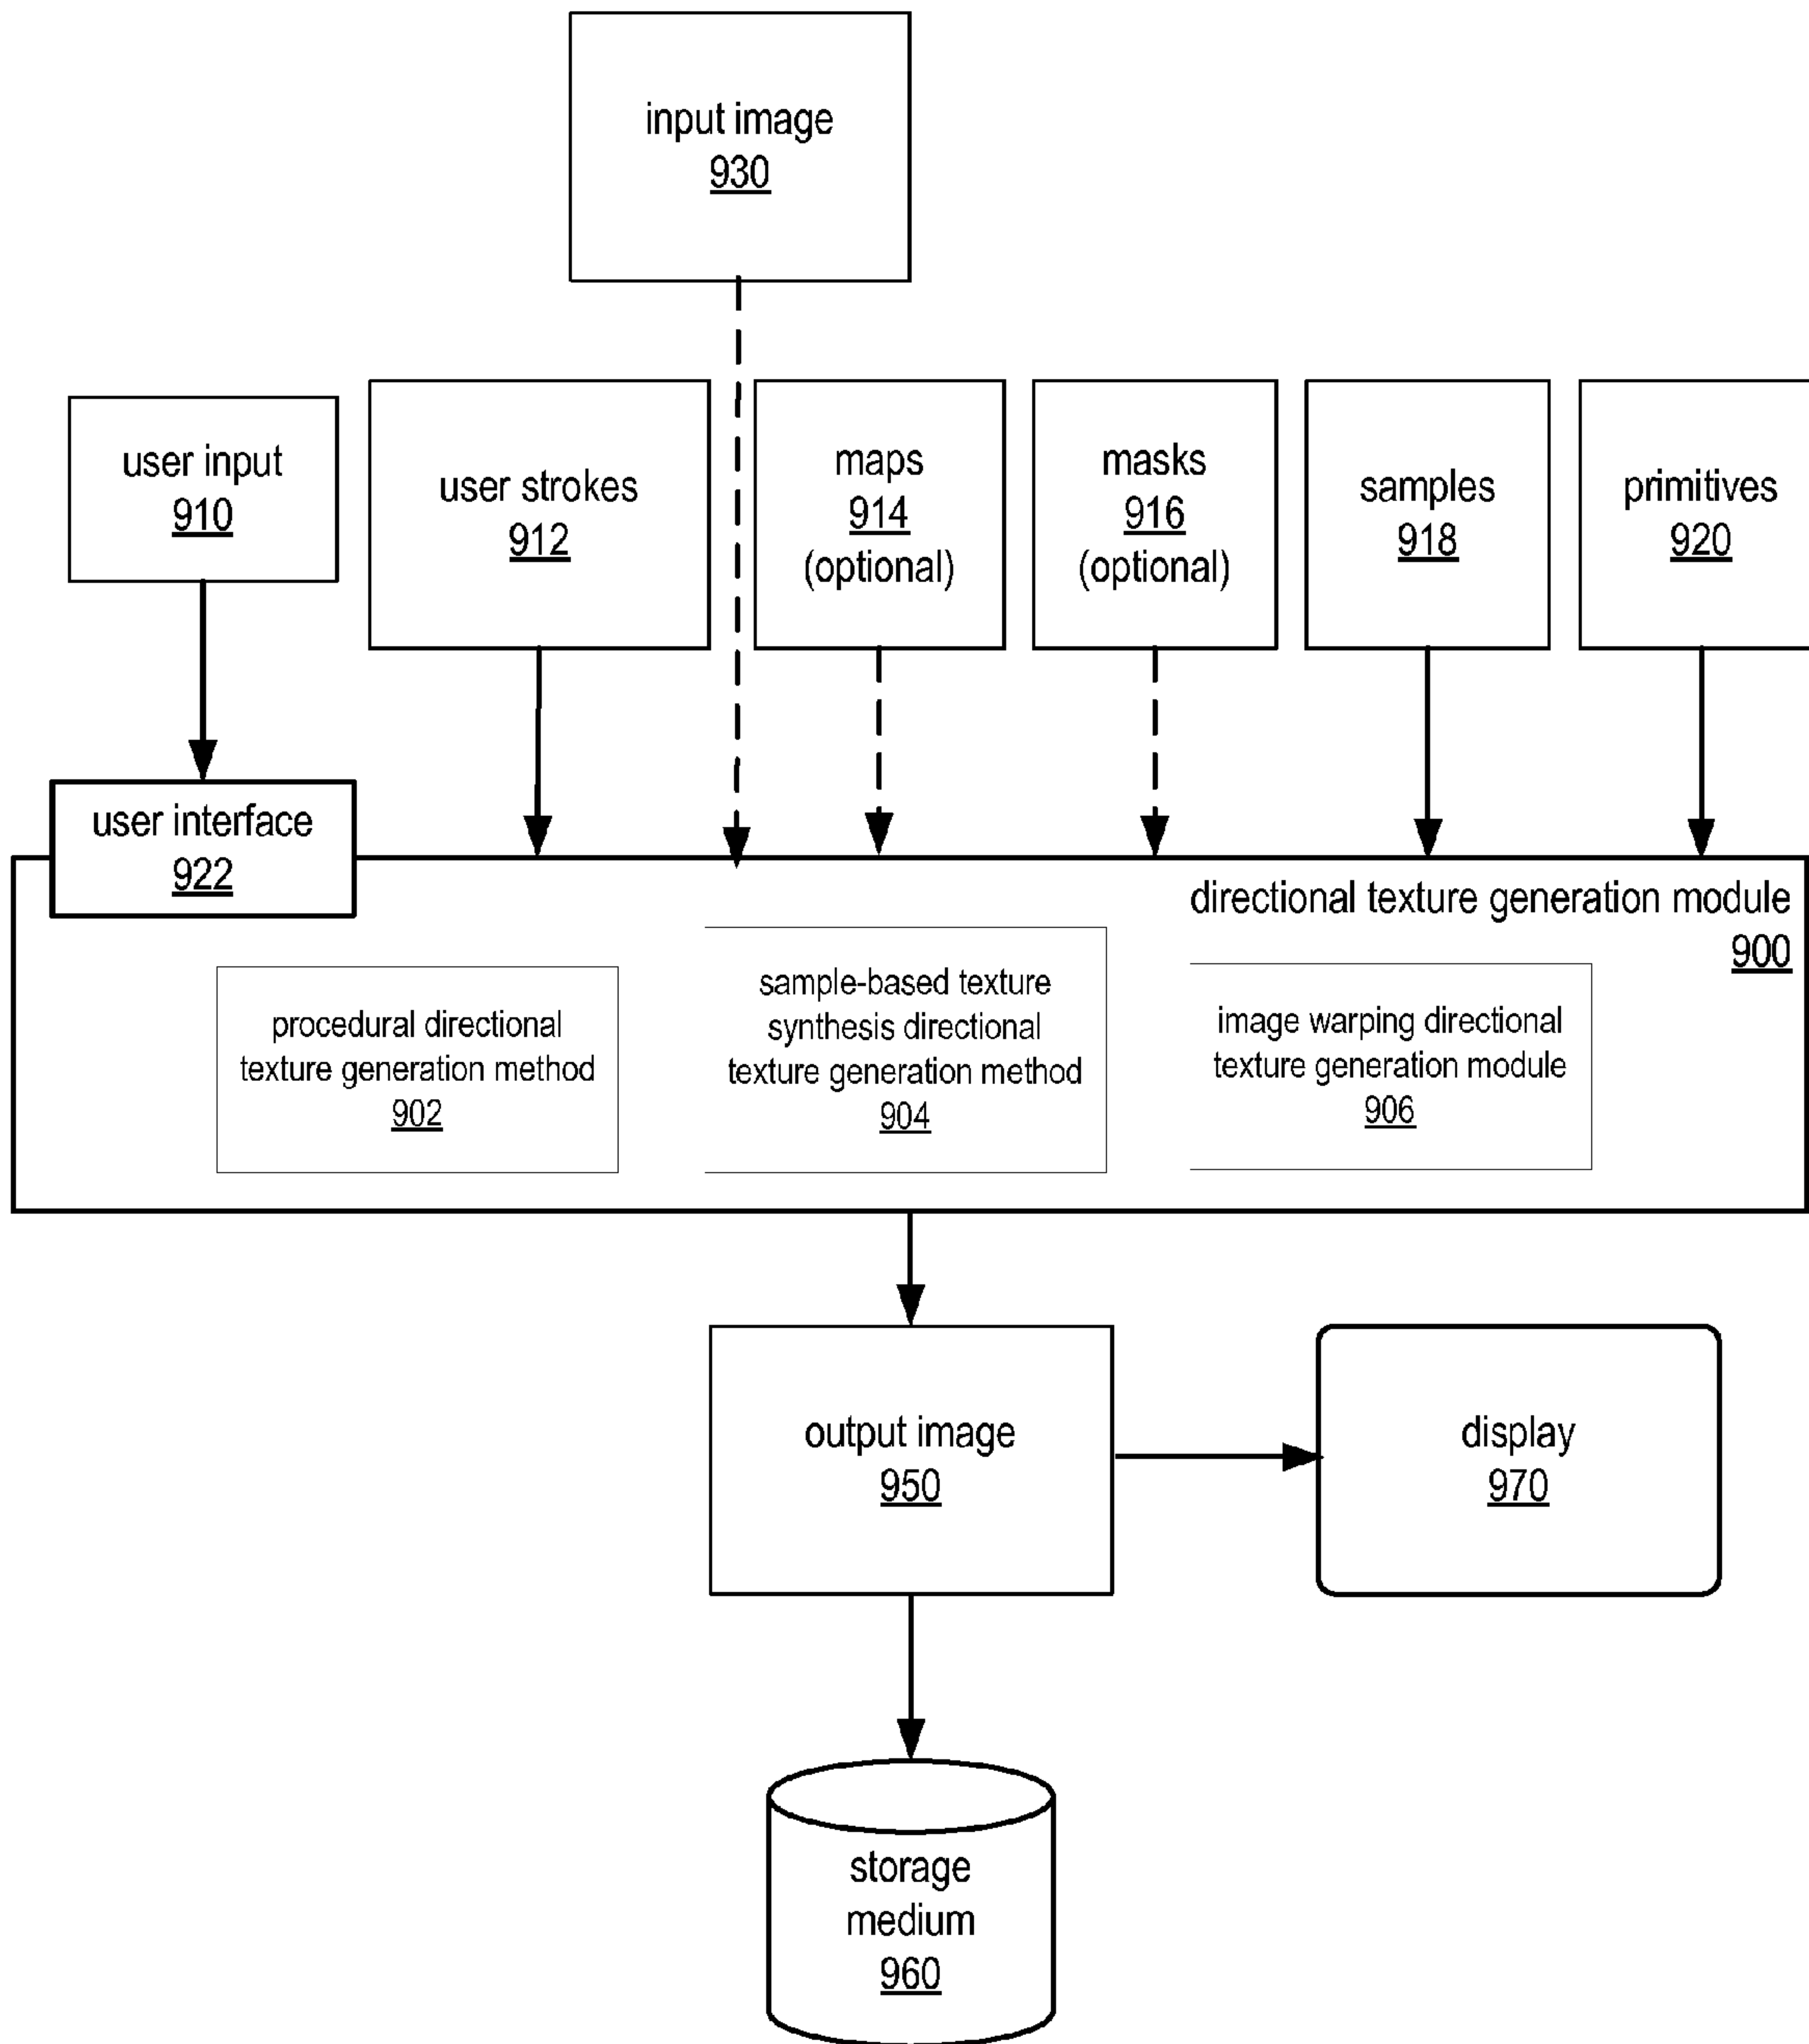 input image
930
user input
910
user strokes
912
maps
914
(optional)
masks
916
(optional)
samples
918
primitives
920
user interface
922
directional texture generation module
900
procedural directional
texture generation method
902
sample-based texture
synthesis directional
texture generation method
904
image warping directional
texture generation module
906
output image
950
display
970
storage
medium
960